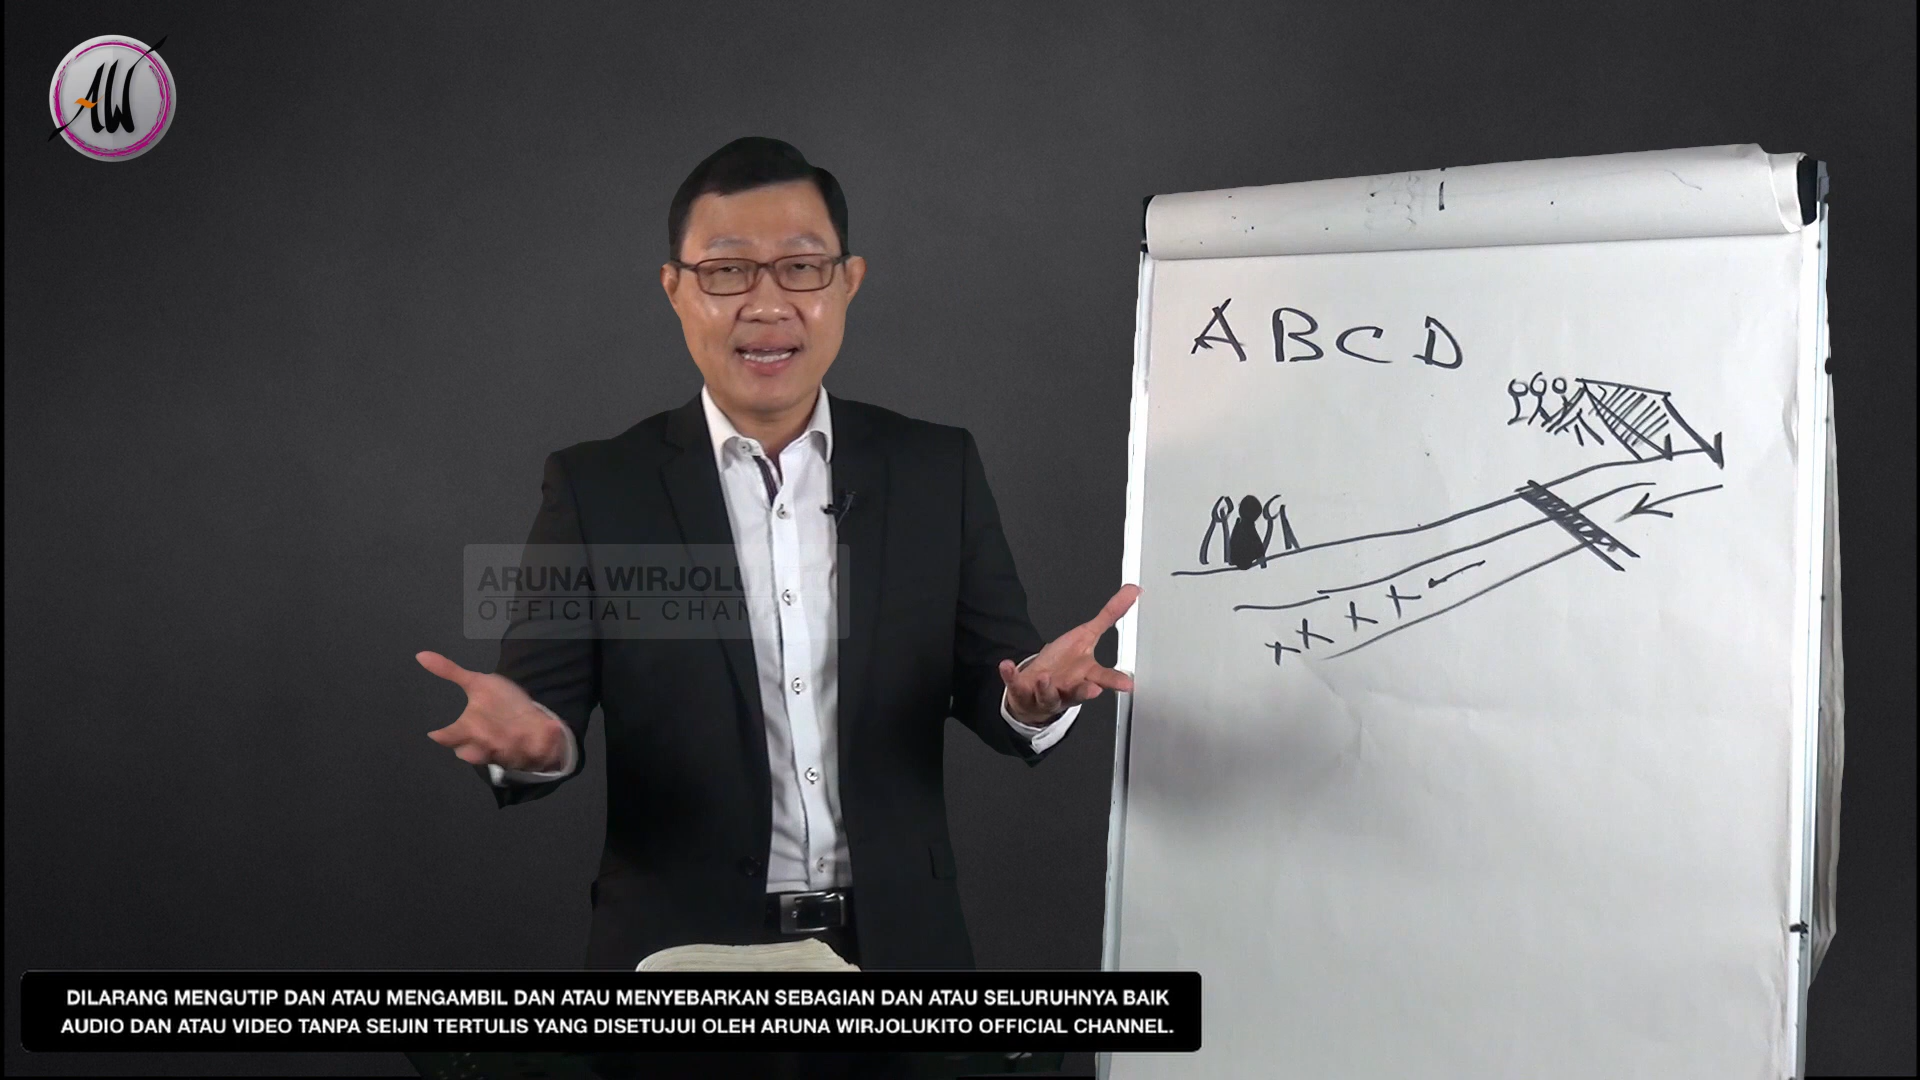 AW
A B C D
ARUNA WIRJOLUKITO
OFFICIAL CHANNEL
DILARANG MENGUTIP DAN ATAU MENGAMBIL DAN ATAU MENYEBARKAN SEBAGIAN DAN ATAU SELURUHNYA BAIK
AUDIO DAN ATAU VIDEO TANPA SEIJIN TERTULIS YANG DISETUJUI OLEH ARUNA WIRJOLUKITO OFFICIAL CHANNEL.